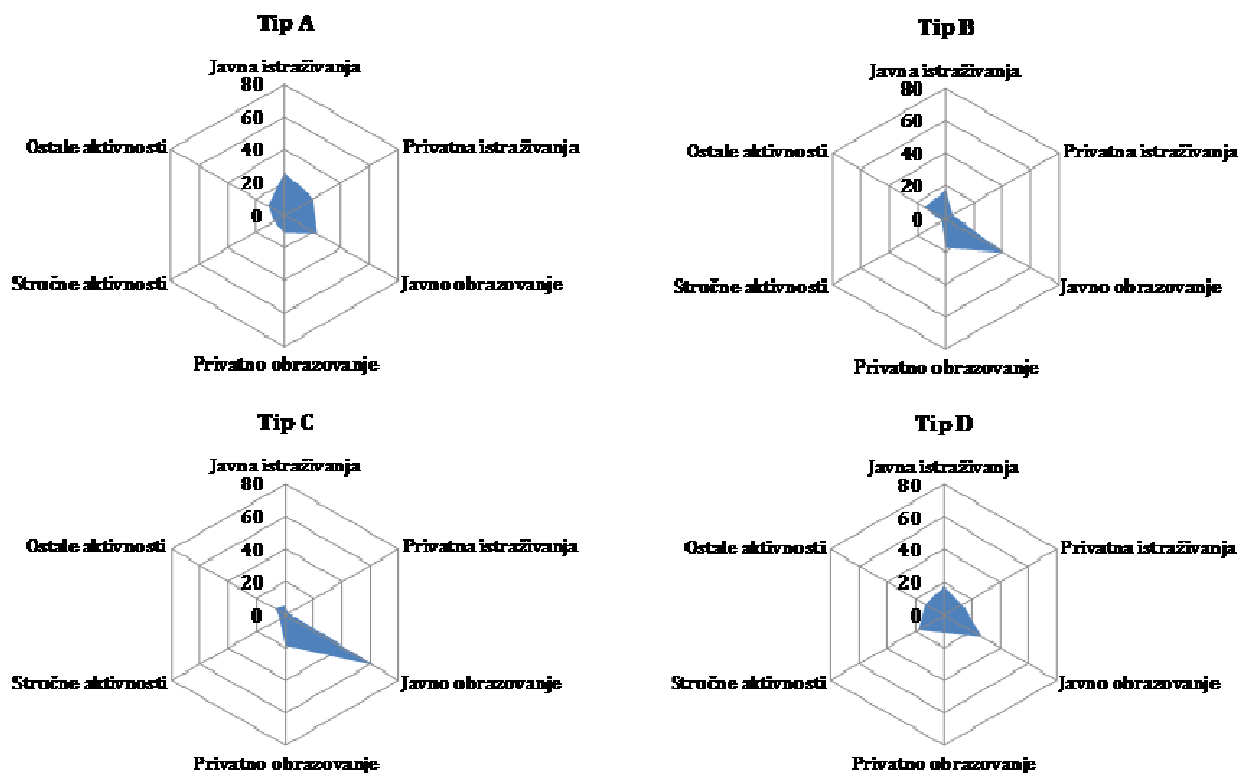 Tip A
Javna istraživanja
80
60
40
20
0
Privatna istraživanja
Javno obrazovanje
Privatno obrazovanje
Stručne aktivnosti
Ostale aktivnosti
Tip B
Javna istraživanja
80
60
40
20
0
Privatna istraživanja
Javno obrazovanje
Privatno obrazovanje
Stručne aktivnosti
Ostale aktivnosti
Tip C
Javna istraživanja
80
60
40
20
0
Privatna istraživanja
Javno obrazovanje
Privatno obrazovanje
Stručne aktivnosti
Ostale aktivnosti
Tip D
Javna istraživanja
80
60
40
20
0
Privatna istraživanja
Javno obrazovanje
Privatno obrazovanje
Stručne aktivnosti
Ostale aktivnosti